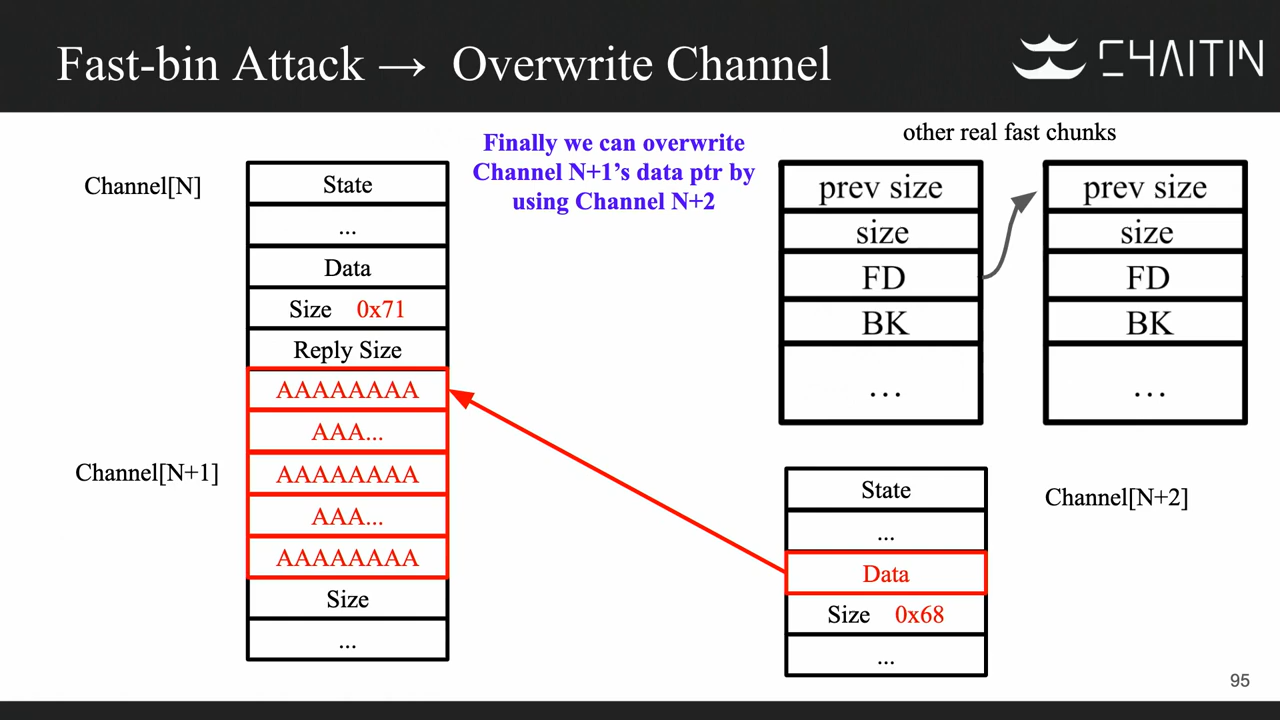 Fast-bin Attack → Overwrite Channel
CHAITIN
Finally we can overwrite
Channel N+1’s data ptr by
using Channel N+2
other real fast chunks
Channel[N]
State
...
Data
Size 0x71
Reply Size
AAAAAAAA
AAA...
Channel[N+1]
AAAAAAAA
AAA...
AAAAAAAA
Size
...
prev size
size
FD
BK
...
prev size
size
FD
BK
...
State
...
Data
Size 0x68
...
Channel[N+2]
95